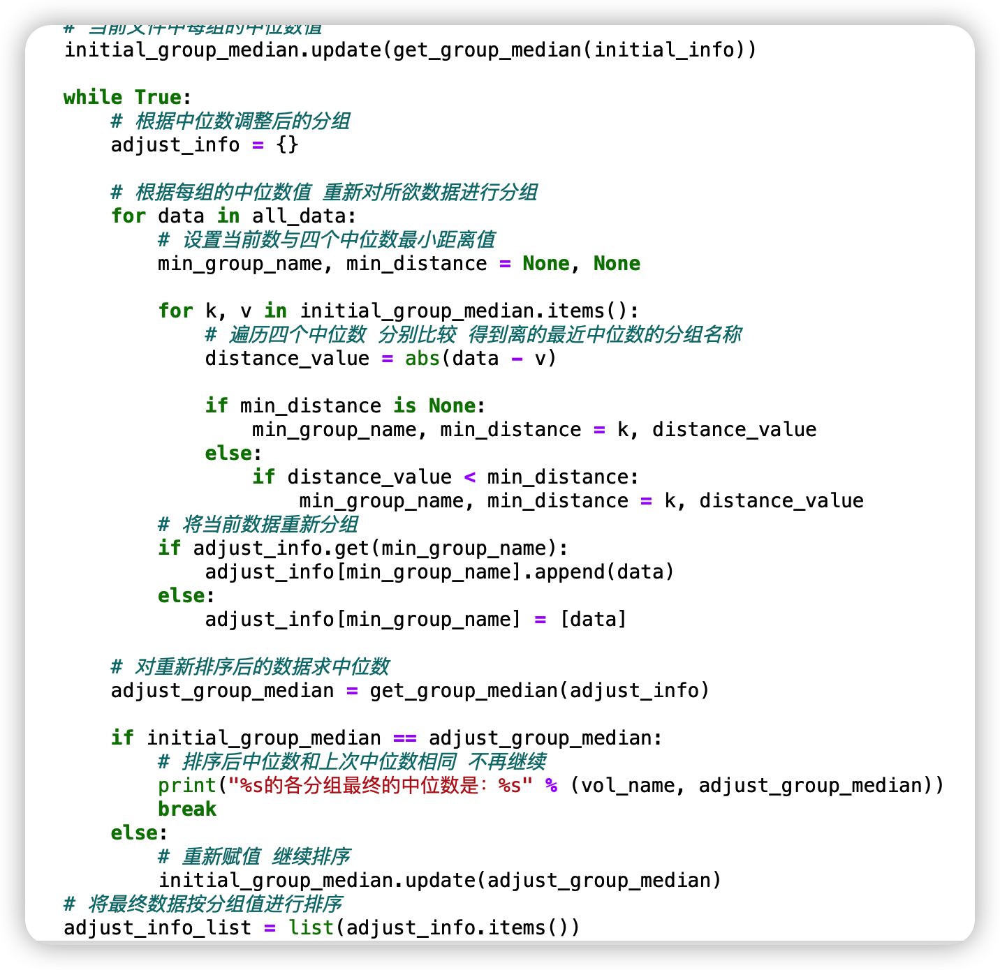 # 当前文件中每组的中位数值
initial_group_median.update(get_group_median(initial_info))
while True:
# 根据中位数调整后的分组
adjust_info = {}
# 根据每组的中位数值 重新对所欲数据进行分组
for data in all_data:
# 设置当前数与四个中位数最小距离值
min_group_name, min_distance = None, None
for k, v in initial_group_median.items():
# 遍历四个中位数 分别比较 得到离的最近中位数的分组名称
distance_value = abs(data - v)
if min_distance is None:
min_group_name, min_distance = k, distance_value
else:
if distance_value < min_distance:
min_group_name, min_distance = k, distance_value
# 将当前数据重新分组
if adjust_info.get(min_group_name):
adjust_info[min_group_name].append(data)
else:
adjust_info[min_group_name] = [data]
# 对重新排序后的数据求中位数
adjust_group_median = get_group_median(adjust_info)
if initial_group_median == adjust_group_median:
# 排序后中位数和上次中位数相同 不再继续
print("%s的各分组最终的中位数是：%s" % (vol_name, adjust_group_median))
break
else:
# 重新赋值 继续排序
initial_group_median.update(adjust_group_median)
# 将最终数据按分组值进行排序
adjust_info_list = list(adjust_info.items())